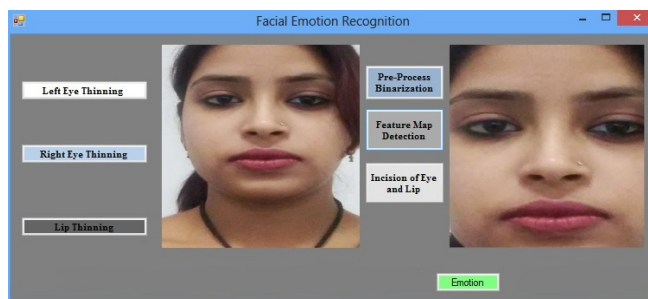 Facial Emotion Recognition
Left Eye Thinning
Right Eye Thinning
Lip Thinning
Pre-Process
Binarization
Feature Map
Detection
Incision of Eye
and Lip
Emotion